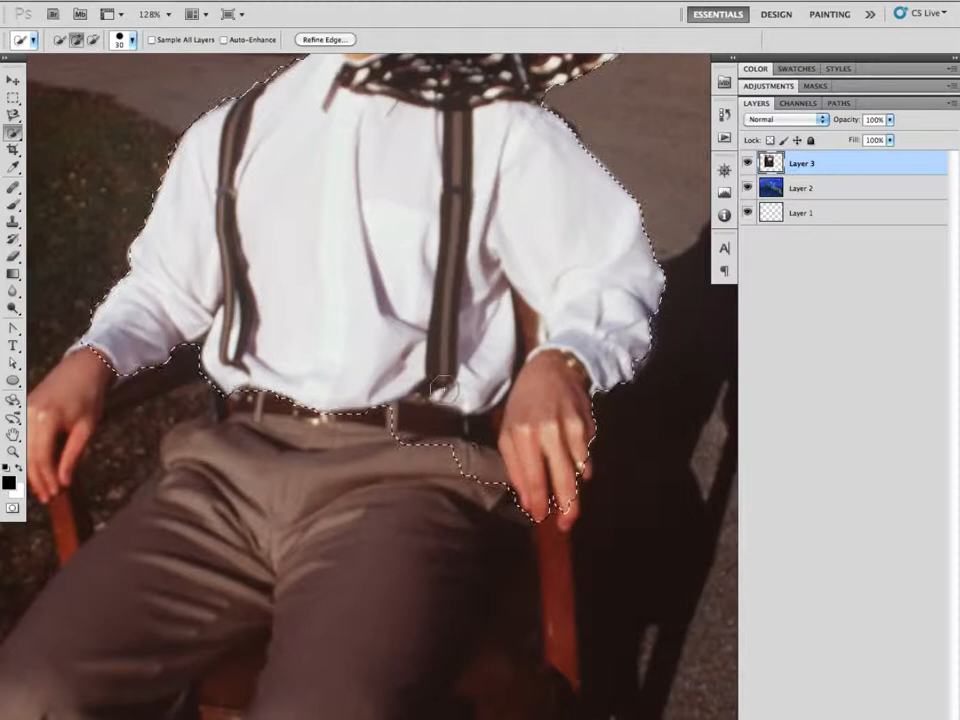 Ps Br Mb 128% ESSENTIALS DESIGN PAINTING CS Live
30 Sample All Layers Auto-Enhance Refine Edge...
COLOR SWATCHES STYLES
ADJUSTMENTS MASKS
LAYERS CHANNELS PATHS
Normal Opacity: 100%
Lock: Fill: 100%
Layer 3
Layer 2
Layer 1